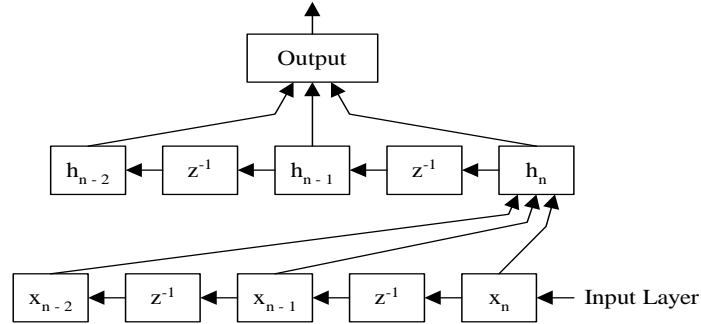 Output
h_{n-2} z^{-1} h_{n-1} z^{-1} h_n
x_{n-2} z^{-1} x_{n-1} z^{-1} x_n Input Layer